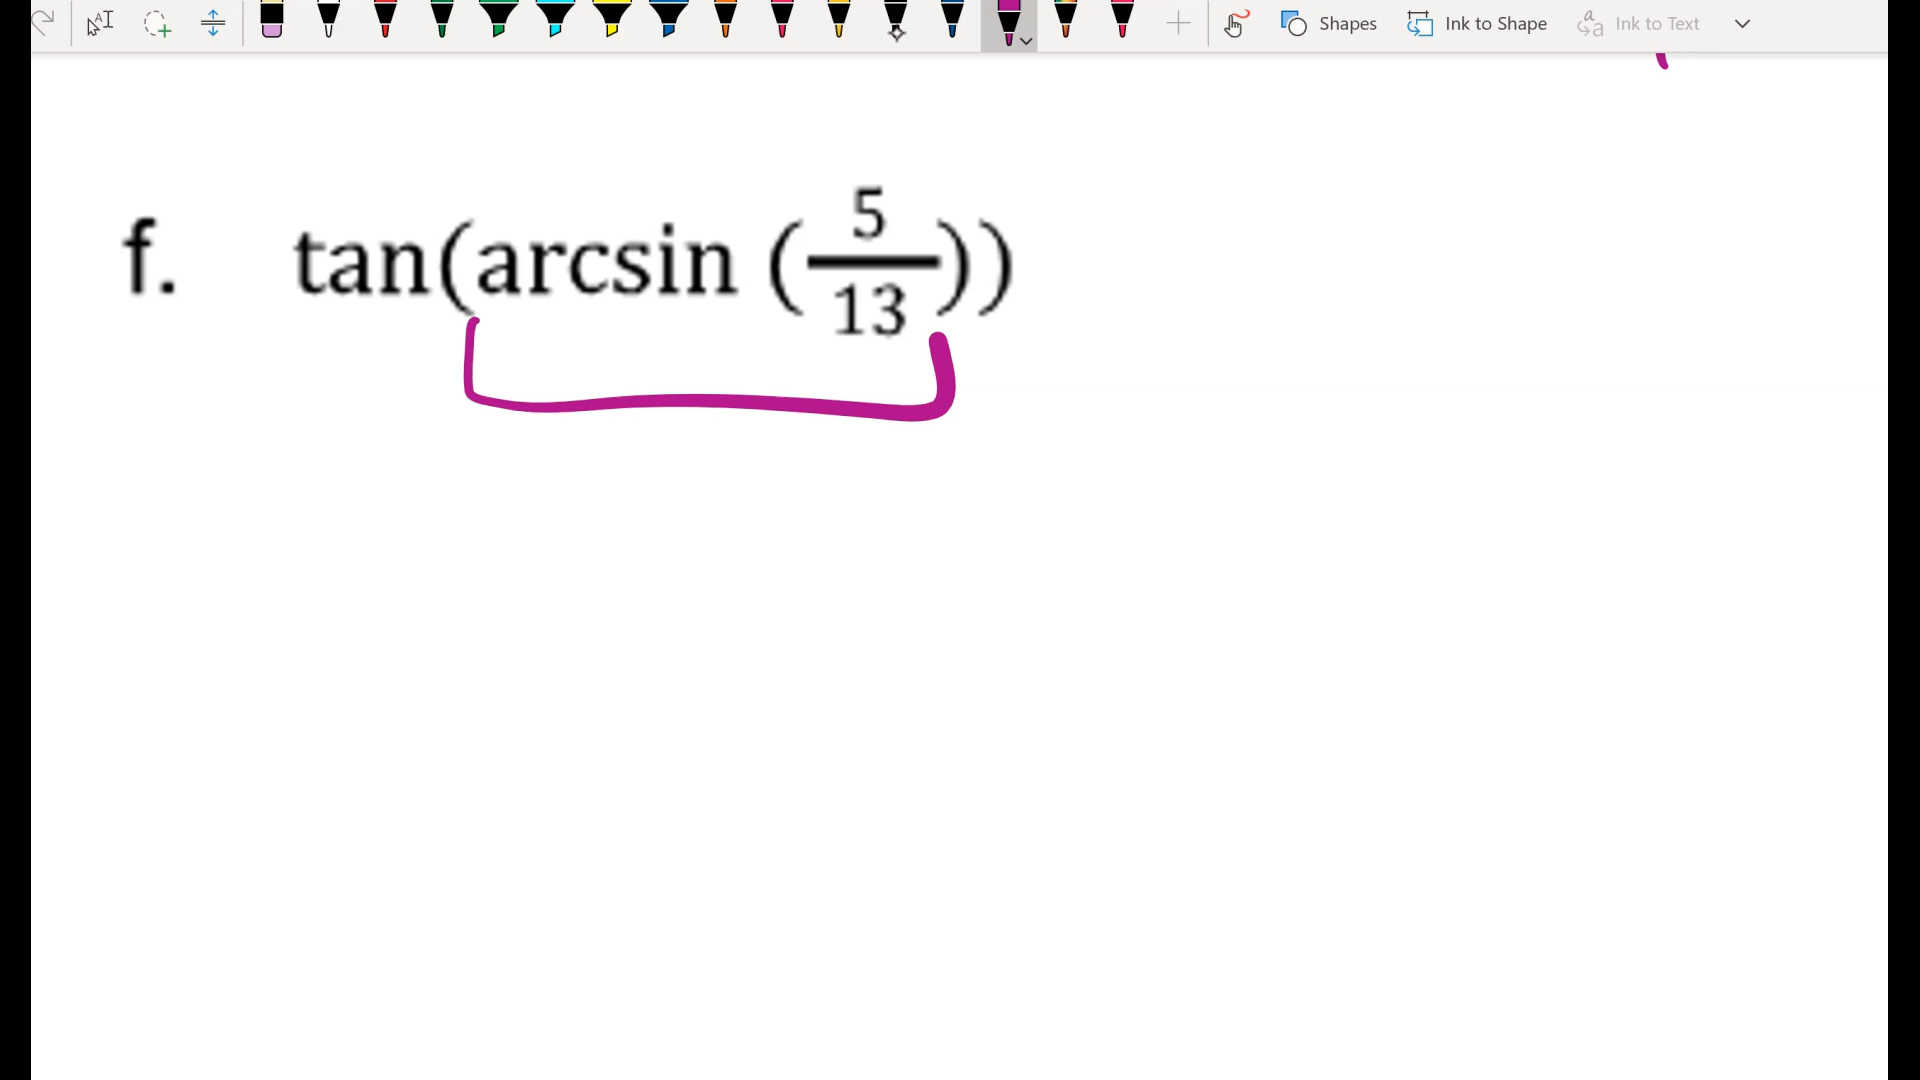 Shapes Ink to Shape Ink to Text
f. tan(arcsin (5/13))